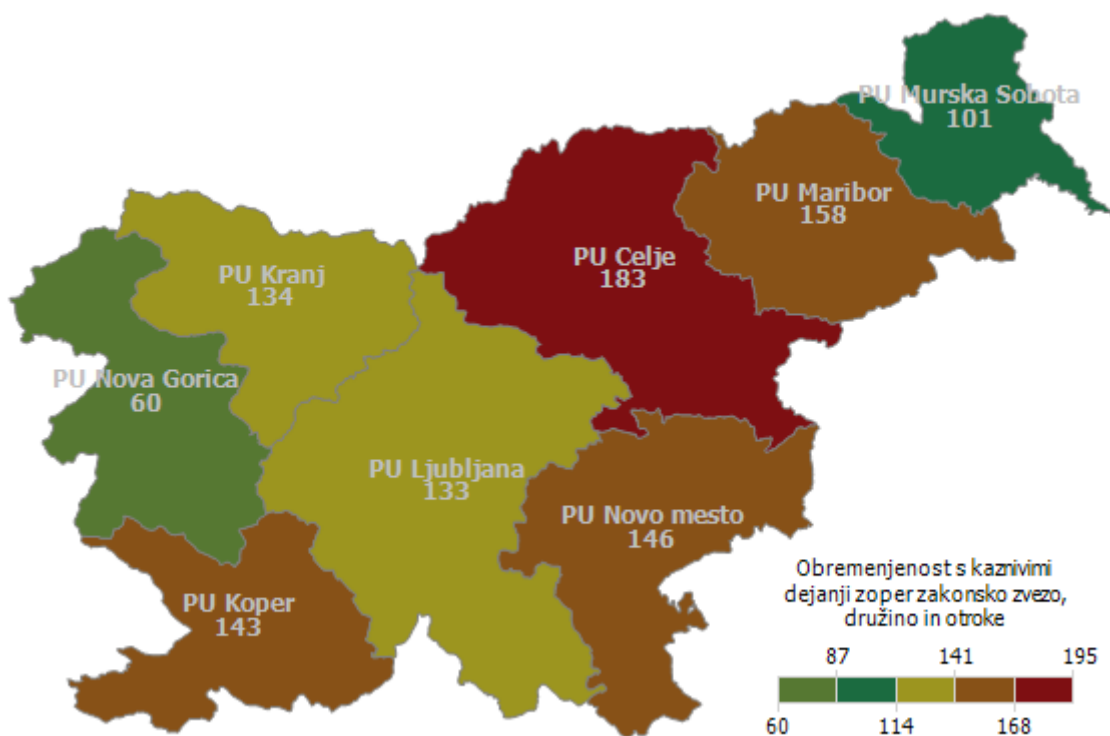 PU Murska Sobota
101
PU Maribor
158
PU Celje
183
PU Kranj
134
PU Nova Gorica
60
PU Ljubljana
133
PU Novo mesto
146
PU Koper
143
Obremenjenost s kaznivimi
dejanji zoper zakonsko zvezo,
družino in otroke
87 141 195
60 114 168